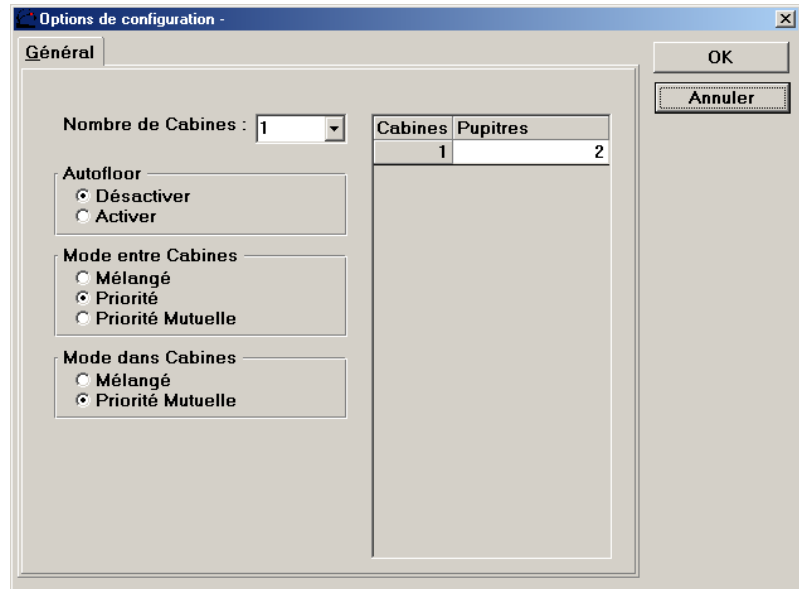 Options de configuration -
Général
OK
Annuler
Nombre de Cabines : 1
Cabines Pupitres
1 2
Autofloor
Désactiver
Activer
Mode entre Cabines
Mélangé
Priorité
Priorité Mutuelle
Mode dans Cabines
Mélangé
Priorité Mutuelle